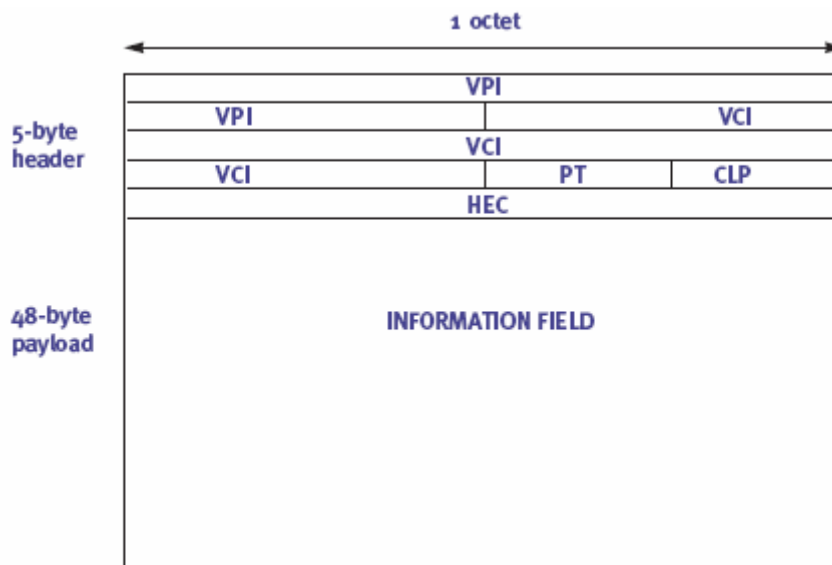 1 octet
VPI
VPI VCI
5-byte
header
VCI
VCI PT CLP
HEC
48-byte
payload
INFORMATION FIELD